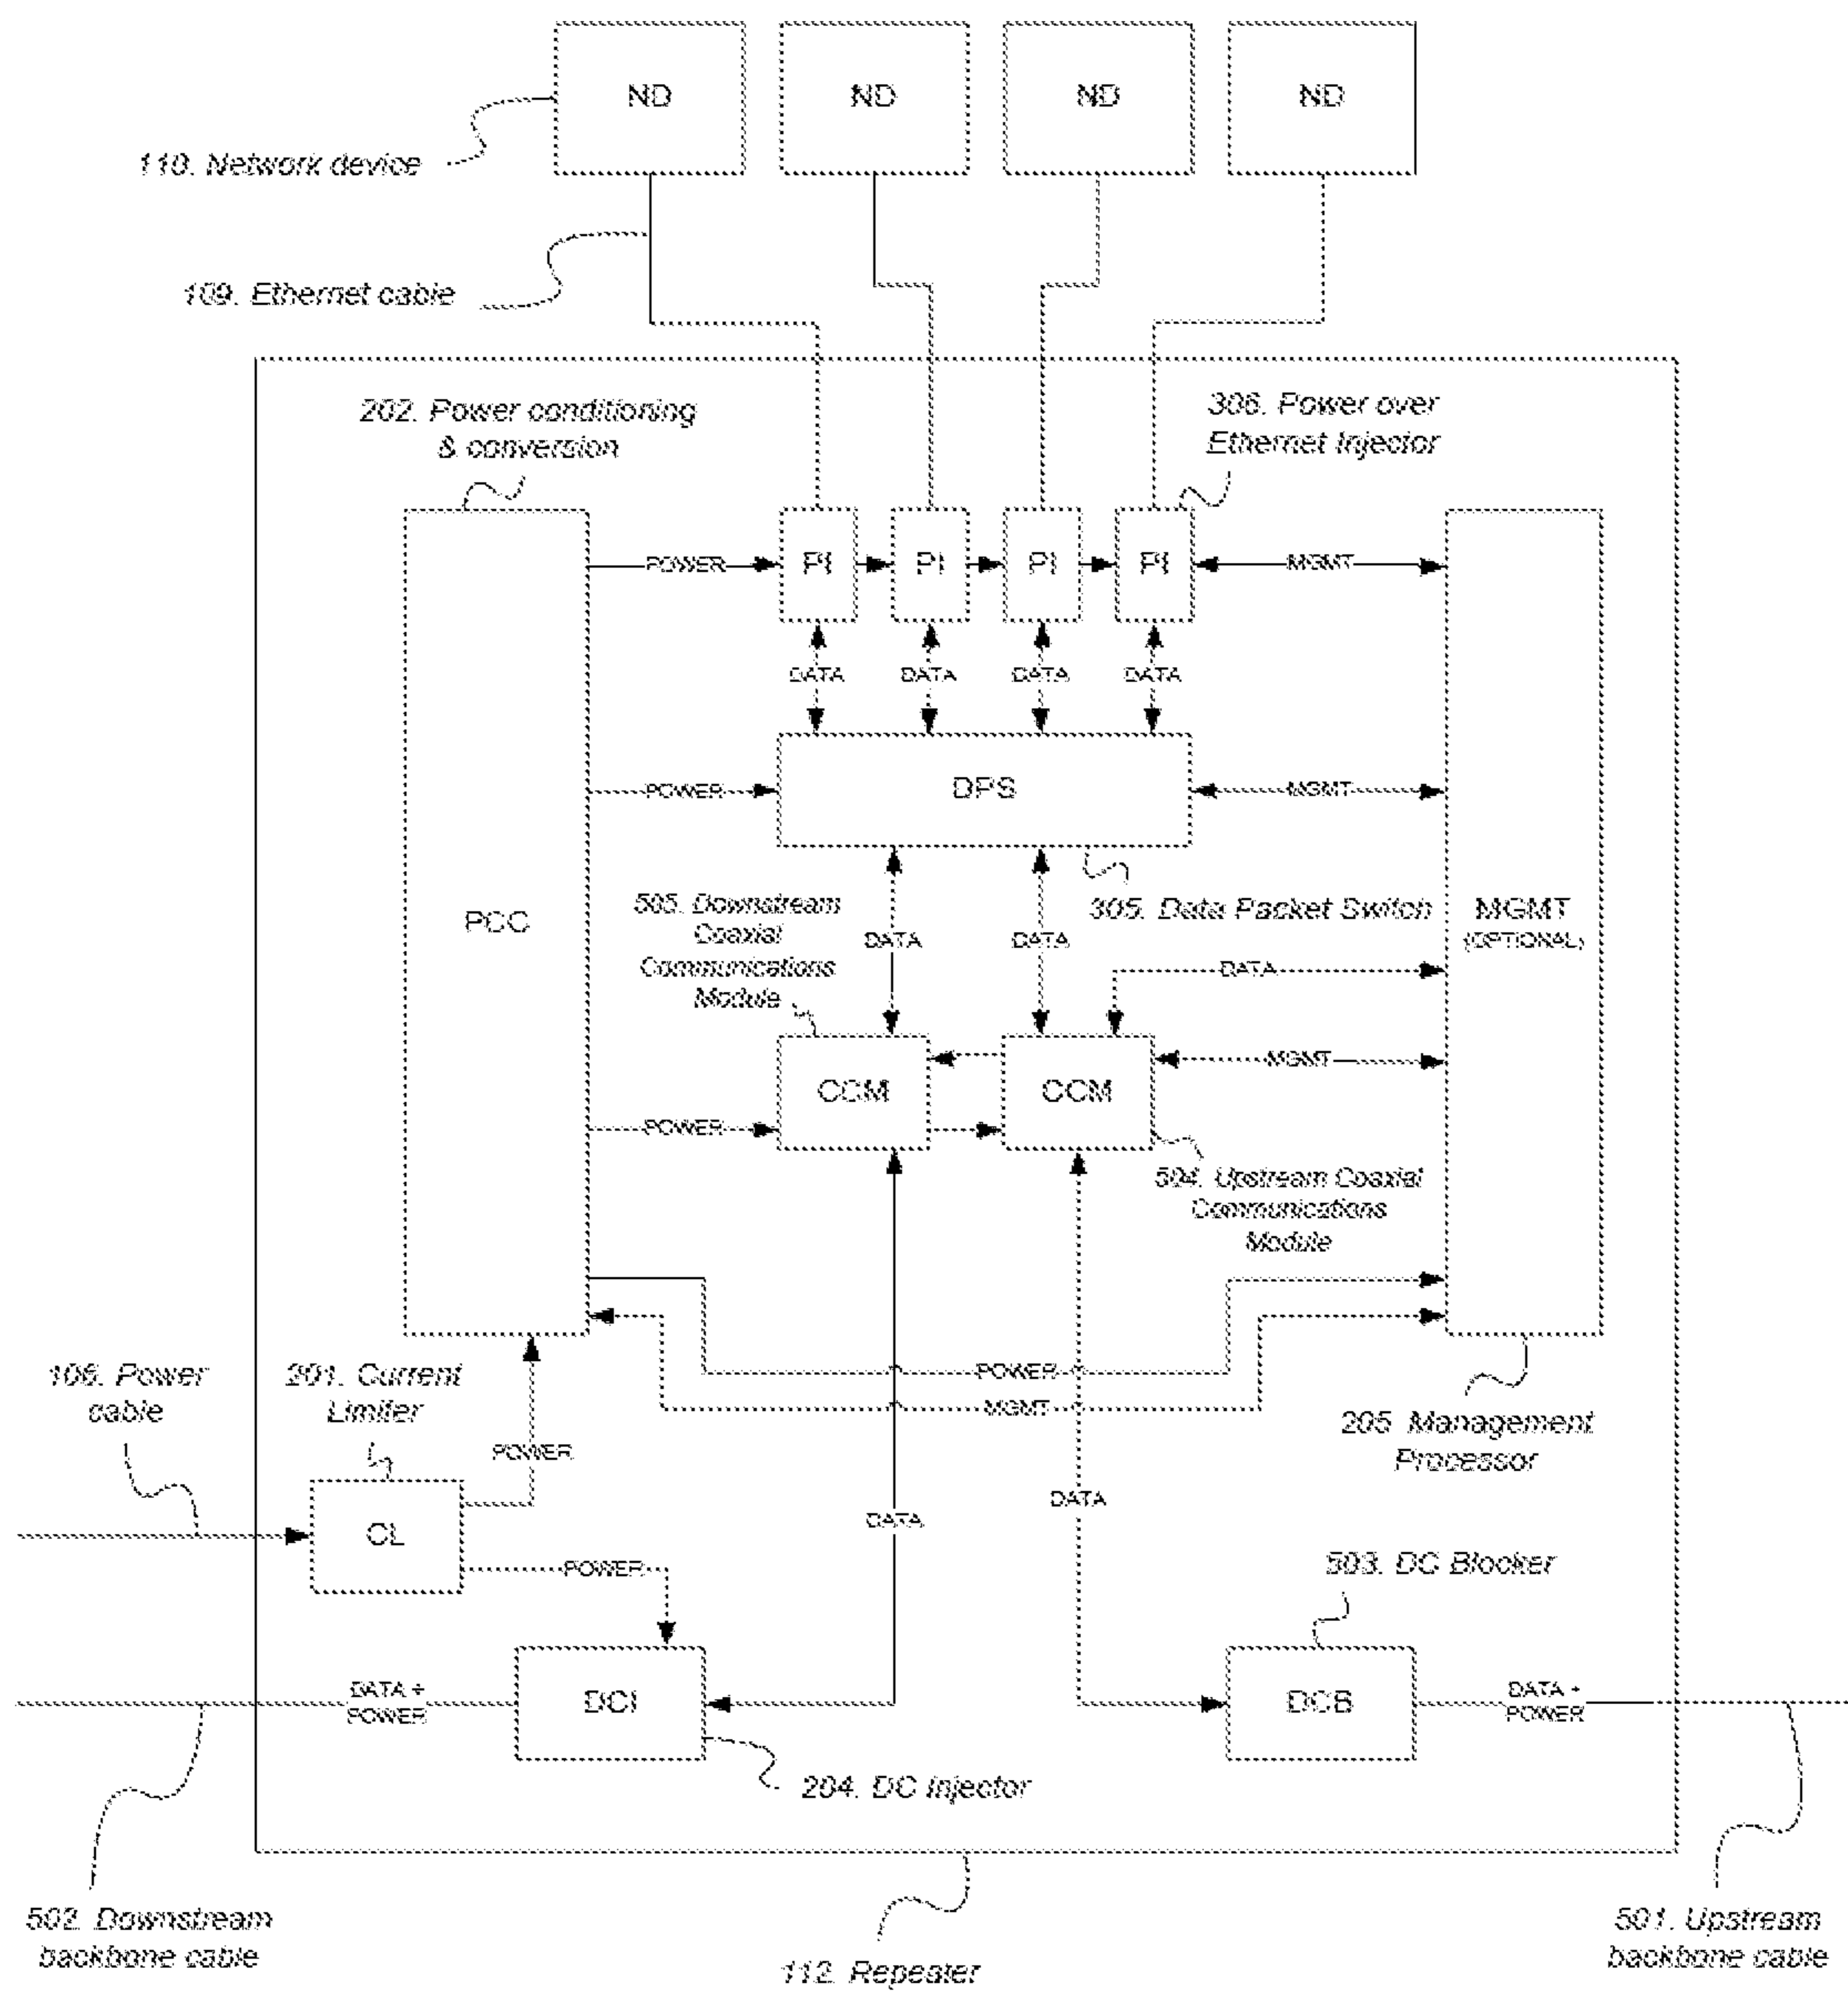 ND ND ND ND
110. Network device
109. Ethernet cable
202. Power conditioning
& conversion
306. Power over
Ethernet Injector
POWER PI PI PI PI MGMT
DATA DATA DATA DATA
POWER DPS MGMT
305. Data Packet Switch
505. Downstream
Coaxial
Communications
Module
PCC
MGMT
(OPTIONAL)
DATA DATA
DATA
CCM CCM
MGMT
POWER
504. Upstream Coaxial
Communications
Module
POWER
MGMT
106. Power
cable
201. Current
Limiter
205. Management
Processor
POWER
CL
DATA DATA
POWER
503. DC Blocker
DATA +
POWER
DCI
DCB
DATA +
POWER
204. DC Injector
502. Downstream
backbone cable
112. Repeater
501. Upstream
backbone cable